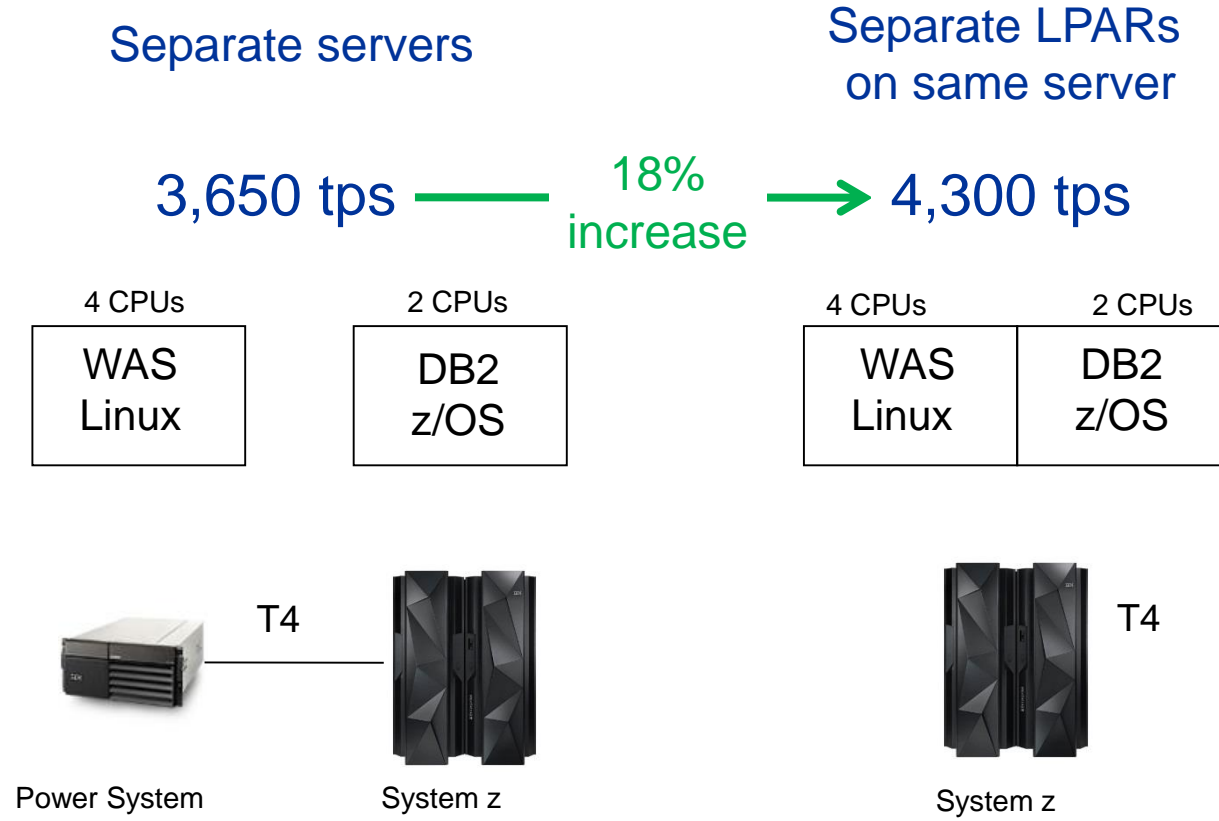 Separate servers
Separate LPARs
on same server
3,650 tps
18%
increase
4,300 tps
4 CPUs
2 CPUs
4 CPUs
2 CPUs
WAS
Linux
DB2
z/OS
WAS
Linux
DB2
z/OS
T4
T4
Power System
System z
System z